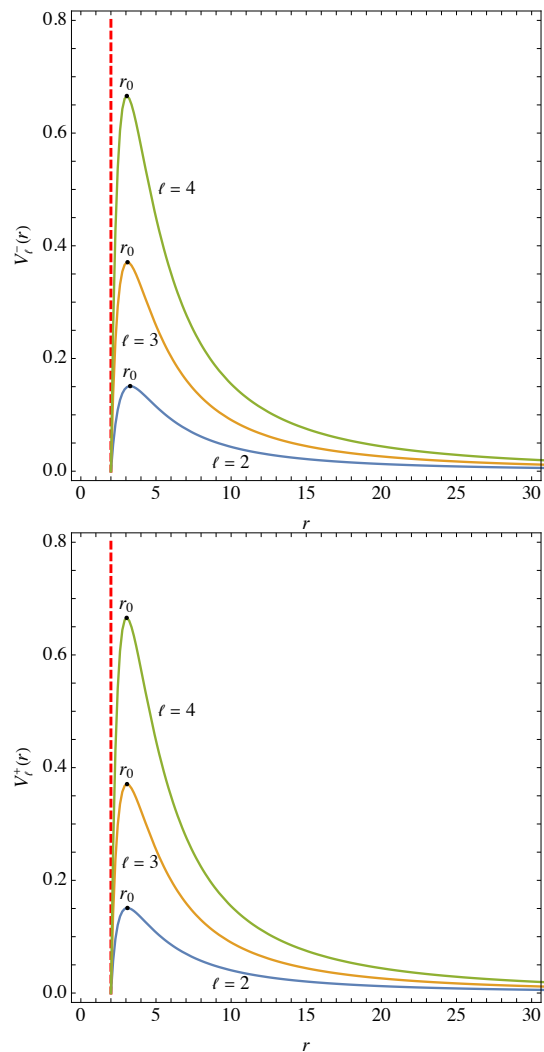 0.8
r₀
0.6
ℓ = 4
V⁻ℓ(r)
0.4
r₀
ℓ = 3
0.2
r₀
ℓ = 2
0.0
0 5 10 15 20 25 30
r
0.8
r₀
0.6
ℓ = 4
V⁺ℓ(r)
0.4
r₀
ℓ = 3
0.2
r₀
ℓ = 2
0.0
0 5 10 15 20 25 30
r